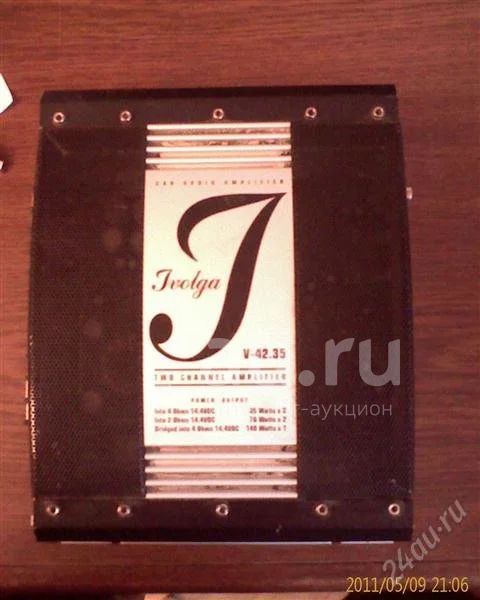 CAR AUDIO AMPLIFIER
Ivolga
V-42.35
TWO CHANNEL AMPLIFIER
POWER OUTPUT
Into 4 Ohms 14.4VDC 35 Watts x 2
Into 2 Ohms 14.4VDC 70 Watts x 2
Bridged into 4 Ohms 14.4VDC 140 Watts x 1
.ru
т-аукцион
24au.ru
2011/05/09 21:06